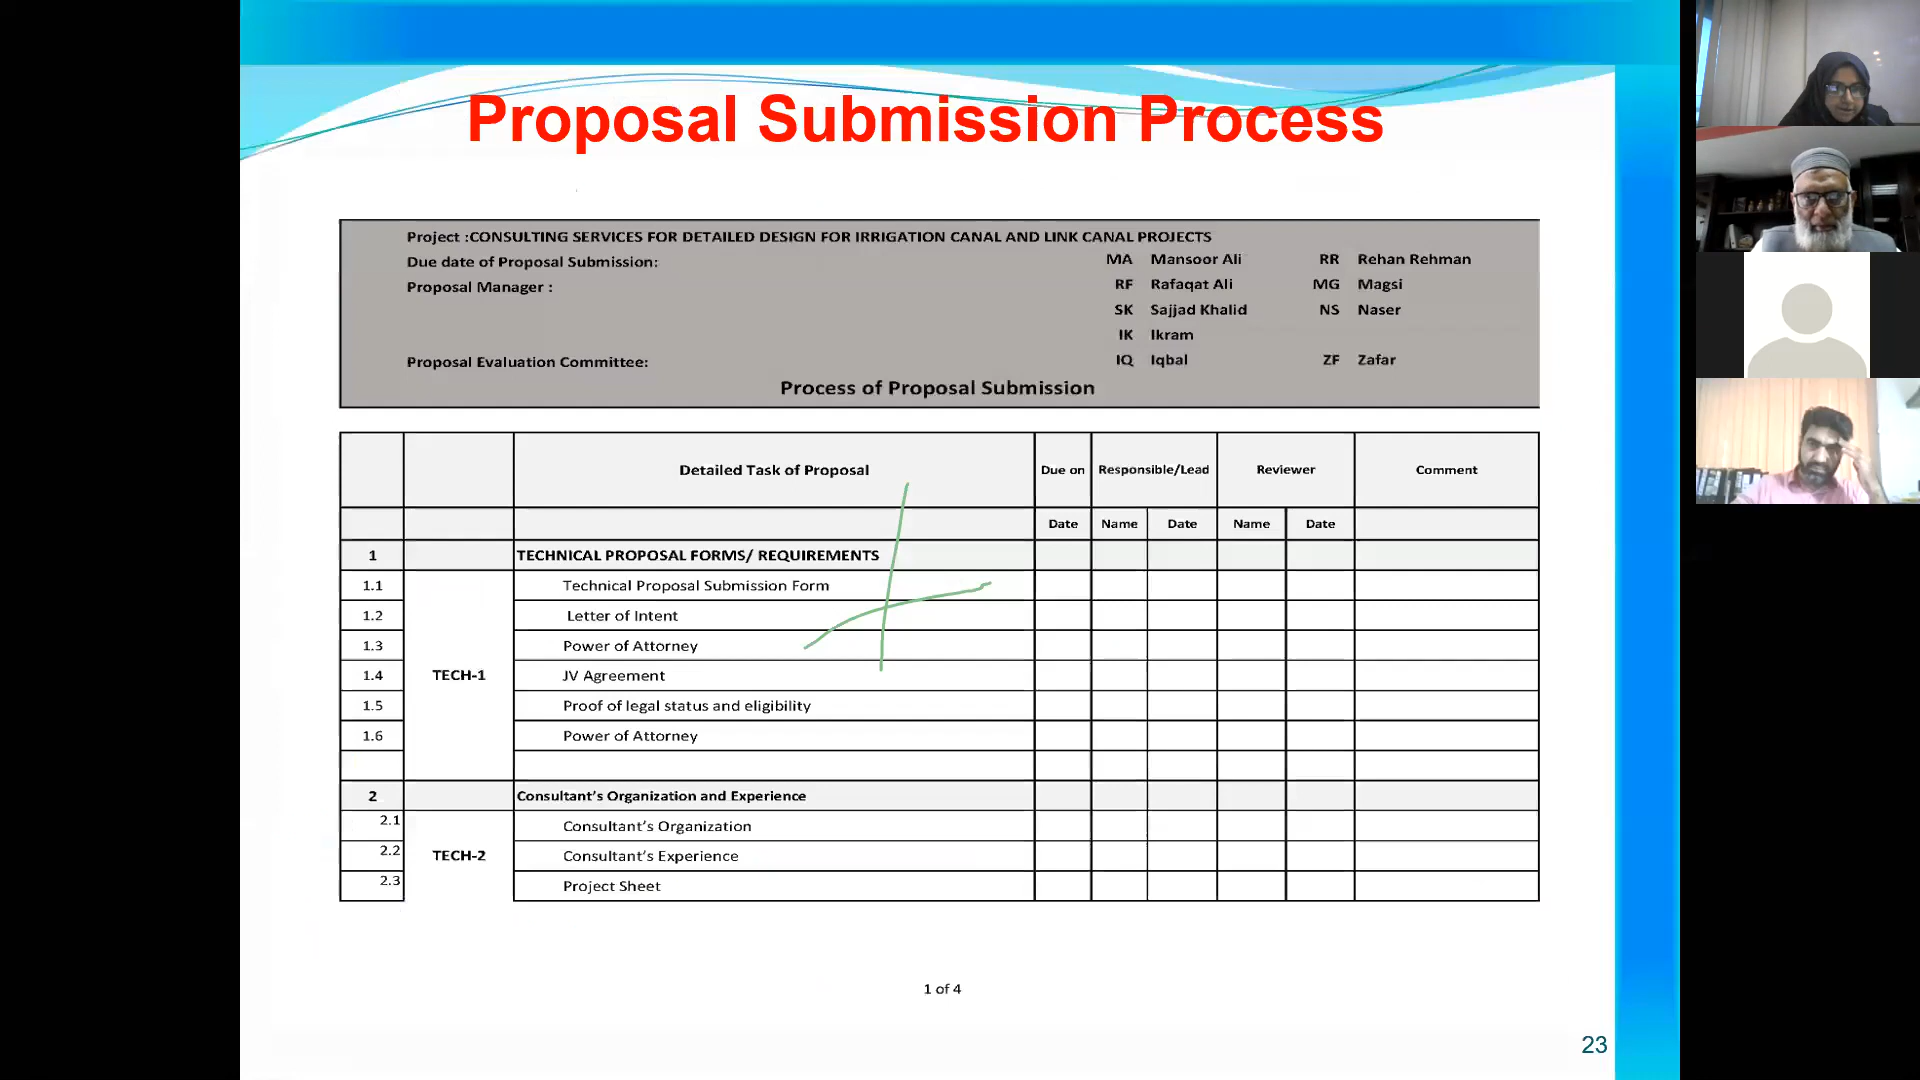 Proposal Submission Process
Project :CONSULTING SERVICES FOR DETAILED DESIGN FOR IRRIGATION CANAL AND LINK CANAL PROJECTS
Due date of Proposal Submission:
MA Mansoor Ali RR Rehan Rehman
Proposal Manager :
RF Rafaqat Ali MG Magsi
SK Sajjad Khalid NS Naser
IK Ikram
Proposal Evaluation Committee:
IQ Iqbal ZF Zafar
Process of Proposal Submission
Detailed Task of Proposal Due on Responsible/Lead Reviewer Comment
Date Name Date Name Date
1 TECHNICAL PROPOSAL FORMS/ REQUIREMENTS
1.1 Technical Proposal Submission Form
1.2 Letter of Intent
1.3 Power of Attorney
1.4 TECH-1 JV Agreement
1.5 Proof of legal status and eligibility
1.6 Power of Attorney
2 Consultant’s Organization and Experience
2.1 Consultant’s Organization
2.2 TECH-2 Consultant’s Experience
2.3 Project Sheet
1 of 4
23